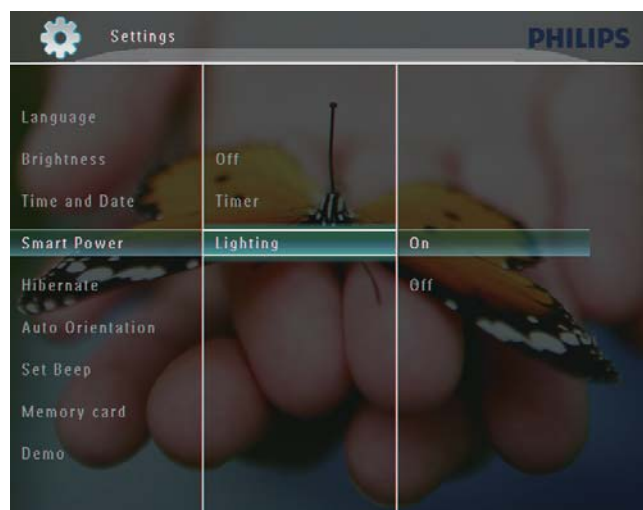 Settings
PHILIPS
Language
Brightness
Off
Time and Date
Timer
Smart Power
Lighting
On
Hibernate
Off
Auto Orientation
Set Beep
Memory card
Demo